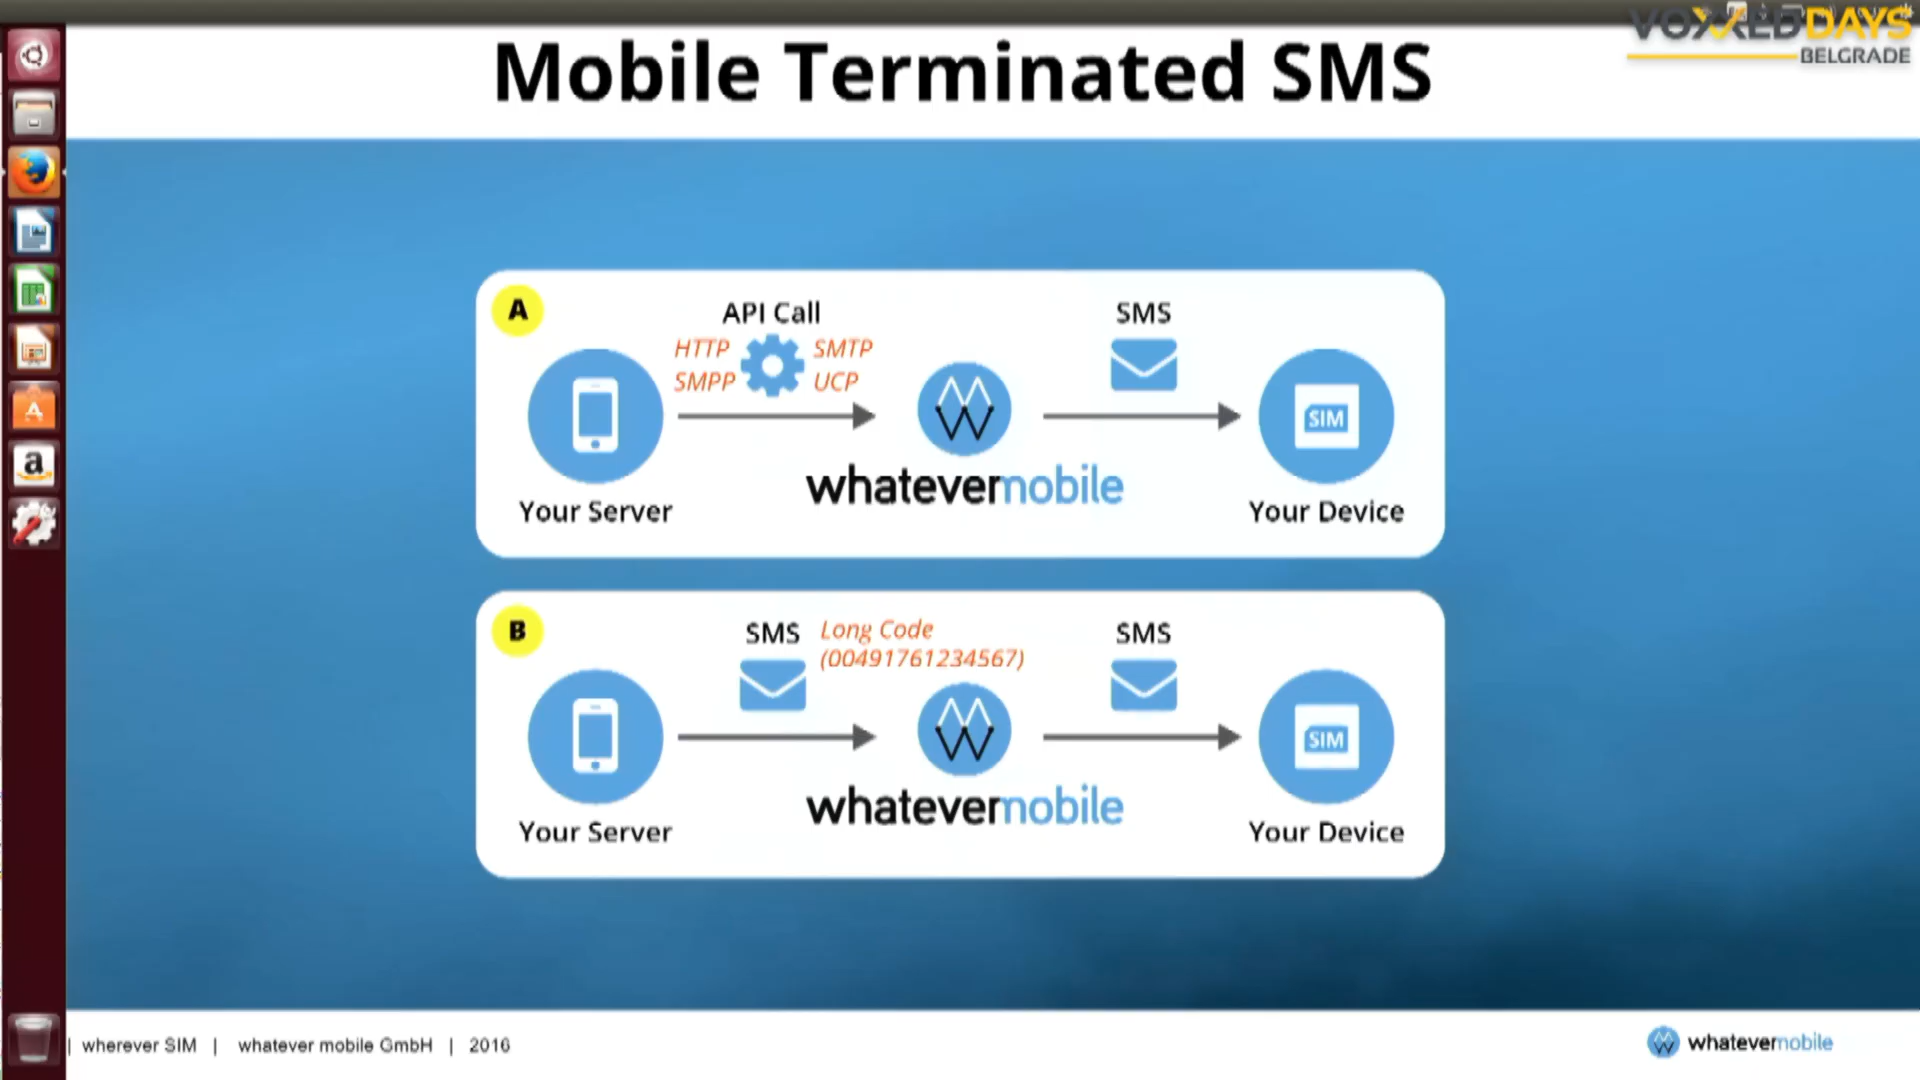 VOXXED DAYS
BELGRADE
Mobile Terminated SMS
A
API Call
HTTP
SMTP
SMPP
UCP
SMS
SIM
whatevermobile
Your Server
Your Device
B
SMS
Long Code
(00491761234567)
SMS
SIM
whatevermobile
Your Server
Your Device
| wherever SIM | whatever mobile GmbH | 2016
whatevermobile